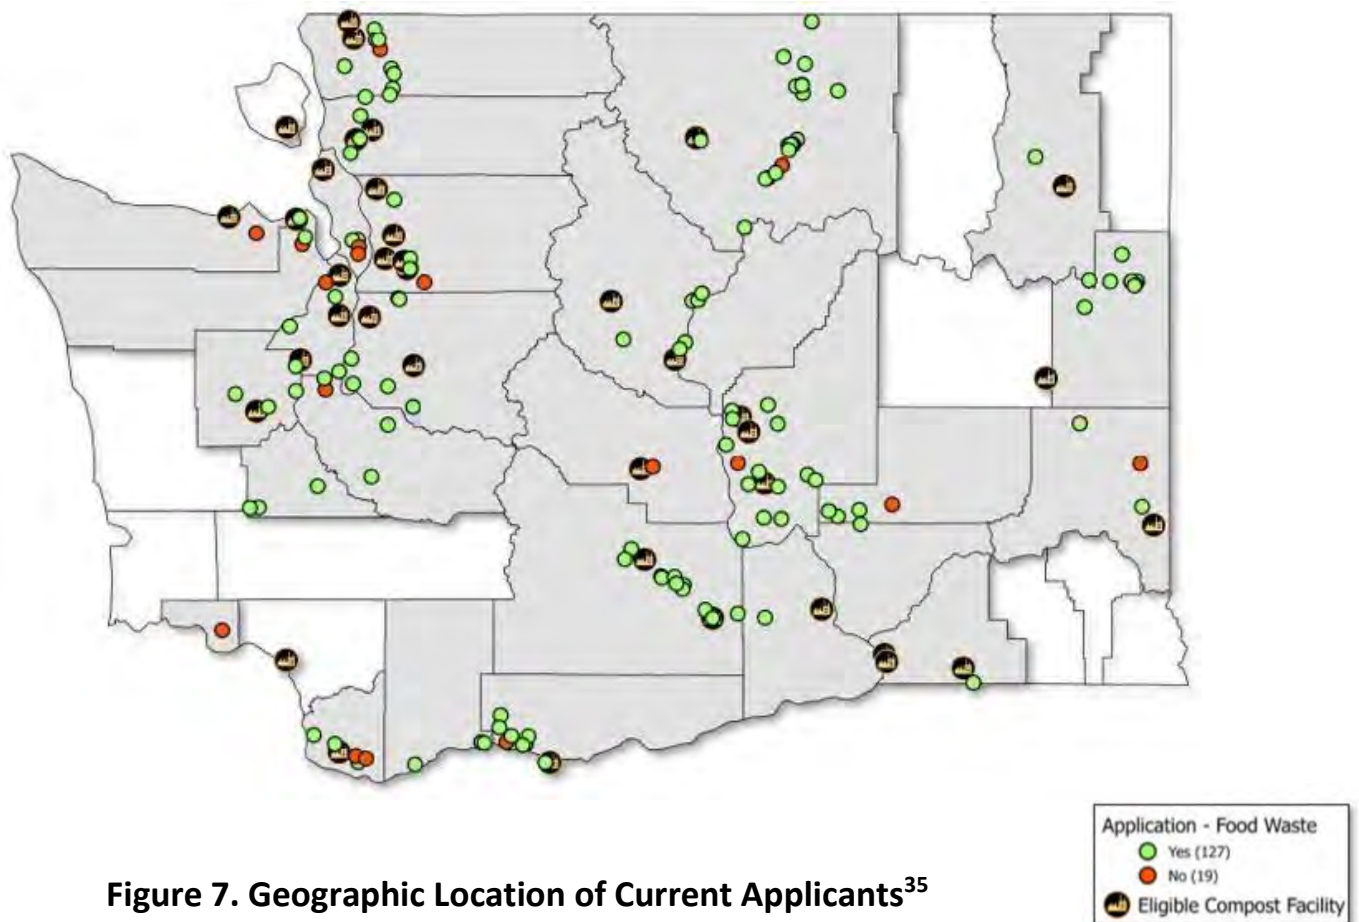 Application - Food Waste
Yes (127)
No (19)
Eligible Compost Facility
Figure 7. Geographic Location of Current Applicants³⁵